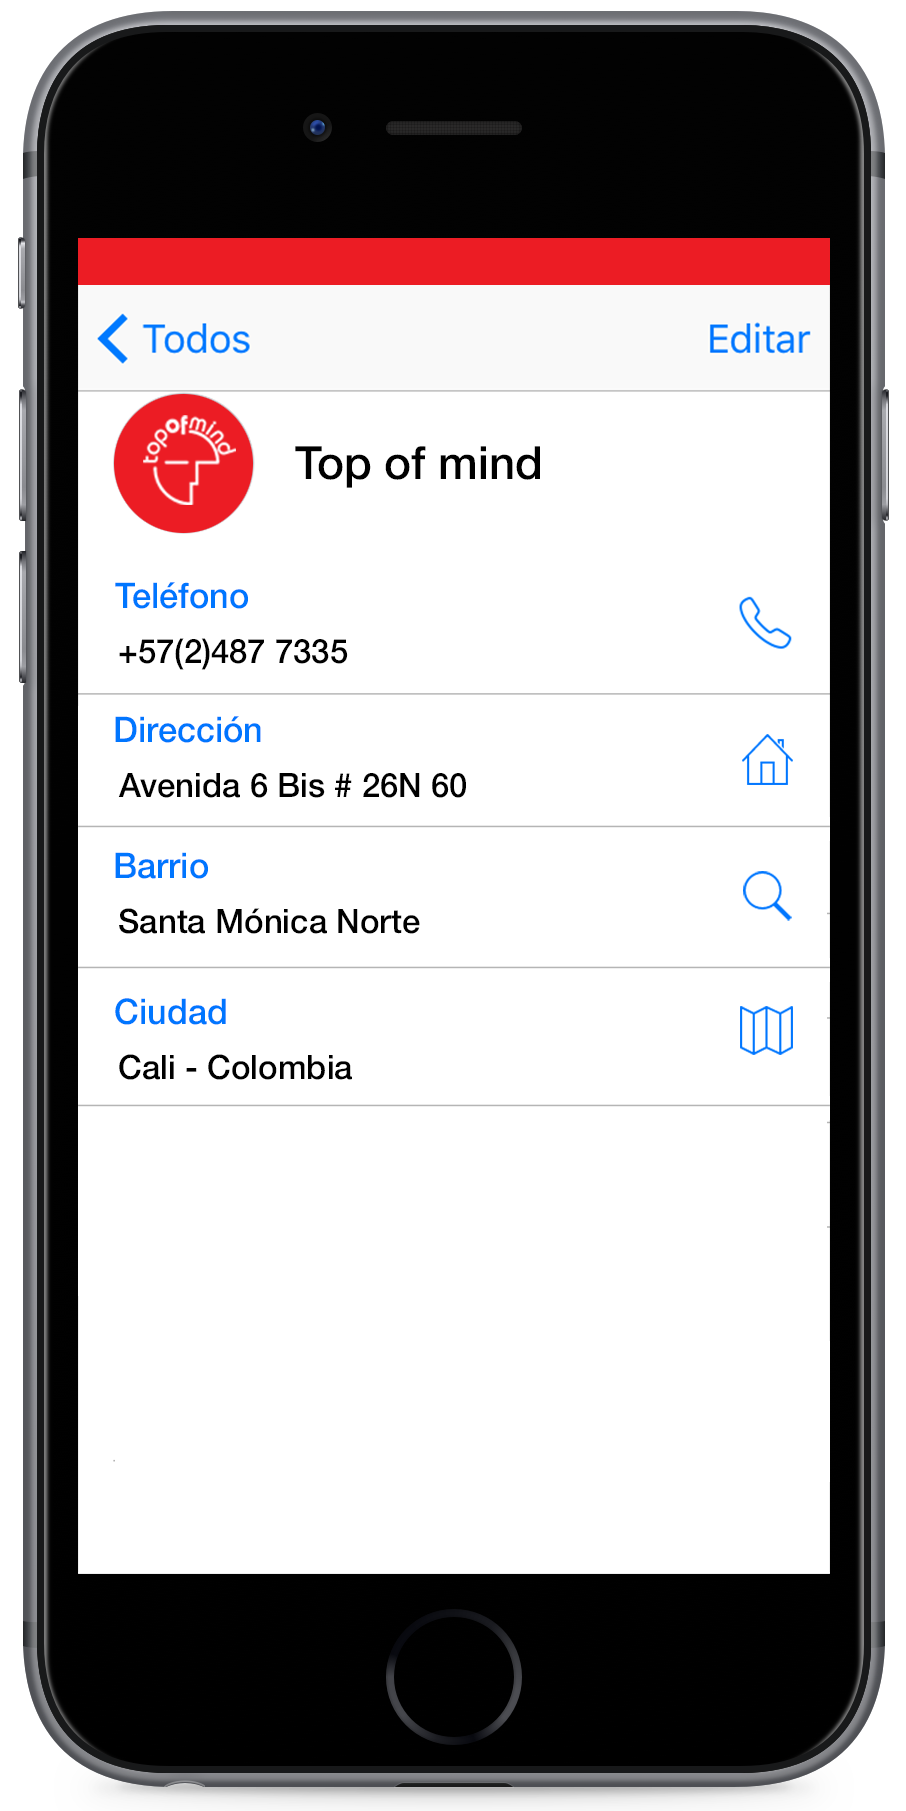 Todos
Editar
topofmind
Top of mind
Teléfono
+57(2)487 7335
Dirección
Avenida 6 Bis # 26N 60
Barrio
Santa Mónica Norte
Ciudad
Cali - Colombia